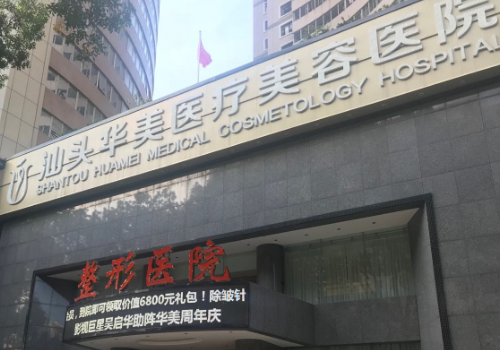 汕头华美医疗美容医院
SHANTOU HUAMEI MEDICAL COSMETOLOGY HOSPITAL
整形医院
到院即可领取价值6800元礼包！除皱针
影视巨星吴启华助阵华美周年庆